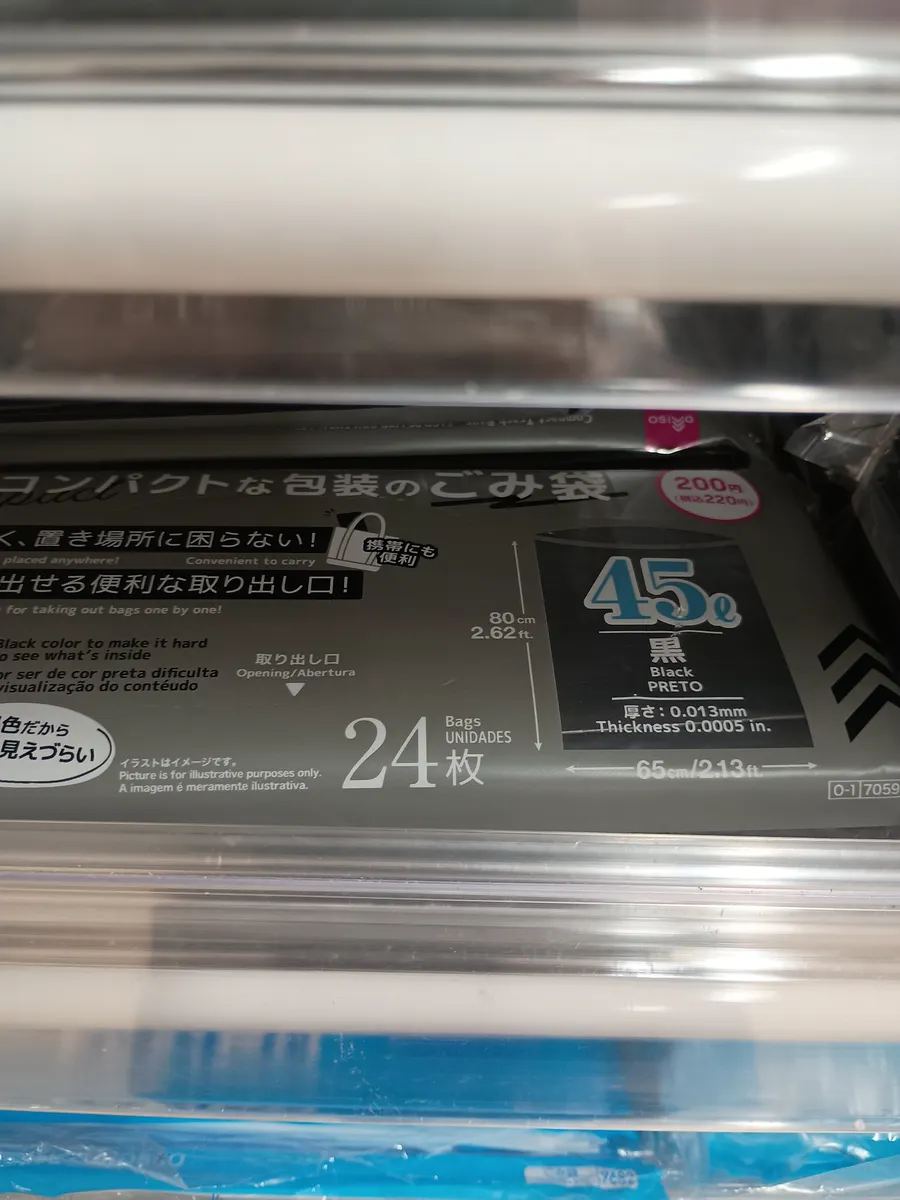 DAISO
コンパクトな包装のごみ袋
200円
(税込220円)
く、置き場所に困らない!
placed anywhere!
Convenient to carry
携帯にも
便利
出せる便利な取り出し口!
for taking out bags one by one!
Black color to make it hard
to see what's inside
or ser de cor preta dificulta
visualização do contéudo
取り出し口
Opening/Abertura
色だから
見えづらい
イラストはイメージです。
Picture is for illustrative purposes only.
A imagem é meramente ilustrativa.
24
Bags
UNIDADES
枚
80cm
2.62ft.
45ℓ
黒
Black
PRETO
厚さ:0.013mm
Thickness 0.0005 in.
65cm/2.13ft.
O-1 7059